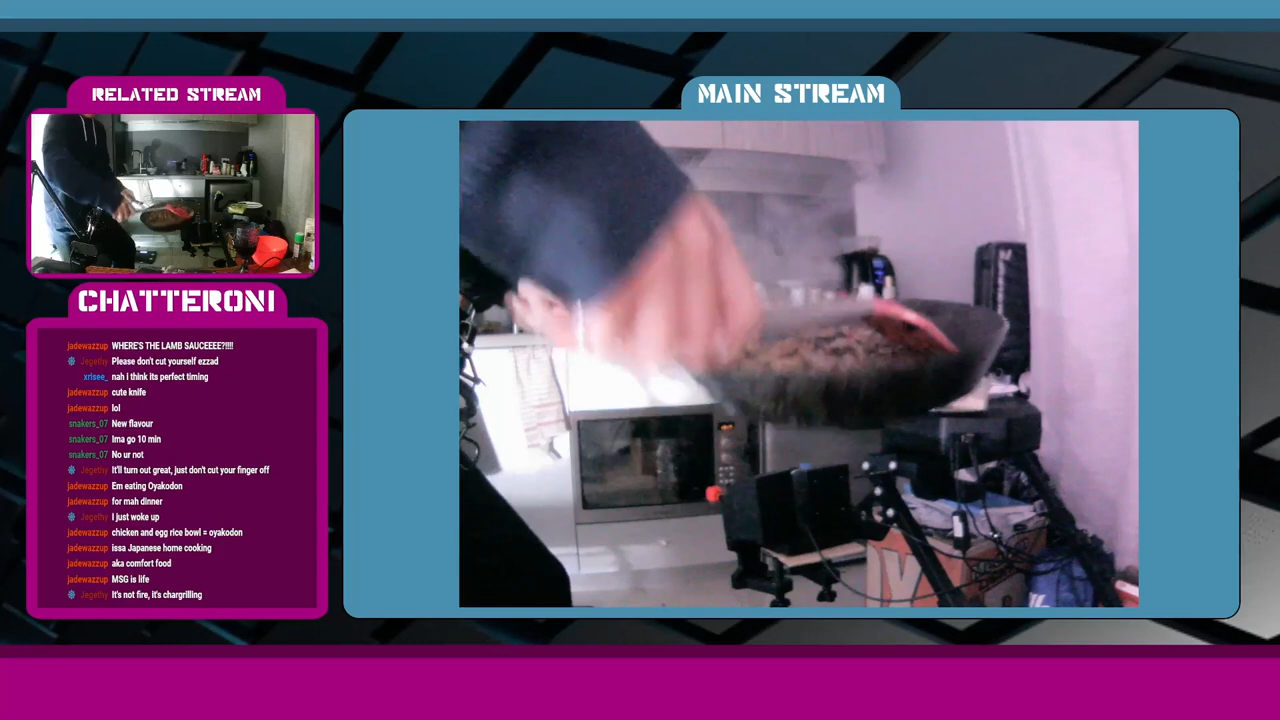 RELATED STREAM
MAIN STREAM
CHATTERONI
jadewazzup WHERE'S THE LAMB SAUCEEEE?!!!!
Jegethy Please don't cut yourself ezzad
xrisee_ nah i think its perfect timing
jadewazzup cute knife
jadewazzup lol
snakers_07 New flavour
snakers_07 Ima go 10 min
snakers_07 No ur not
Jegethy It'll turn out great, just don't cut your finger off
jadewazzup Em eating Oyakodon
jadewazzup for mah dinner
Jegethy I just woke up
jadewazzup chicken and egg rice bowl = oyakodon
jadewazzup issa Japanese home cooking
jadewazzup aka comfort food
jadewazzup MSG is life
Jegethy It's not fire, it's chargrilling